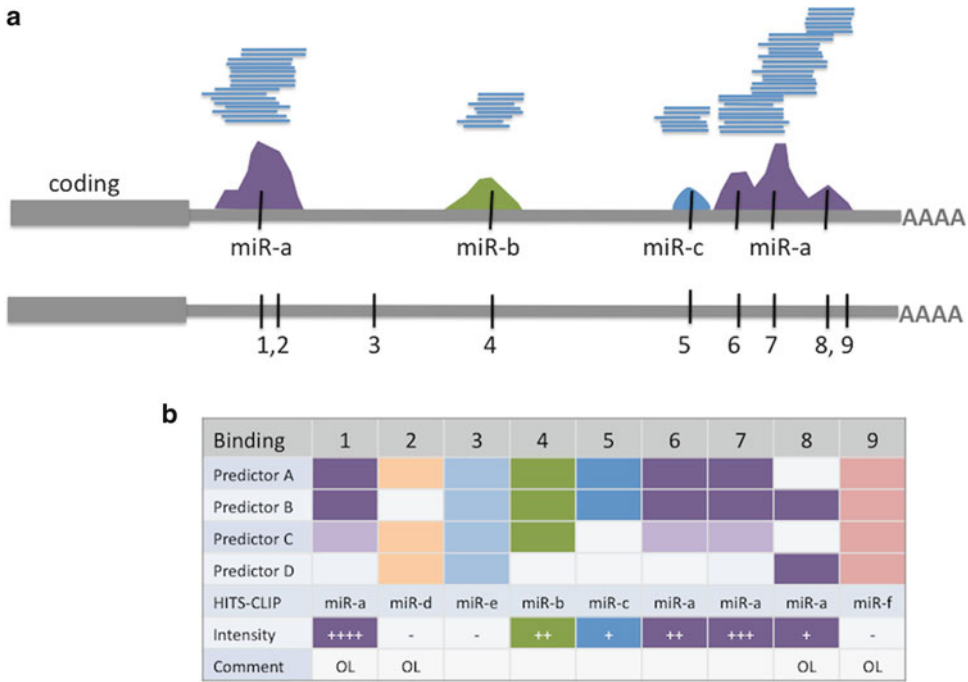 a
coding
AAAA
miR-a miR-b miR-c miR-a
AAAA
1,2 3 4 5 6 7 8, 9
b
Binding 1 2 3 4 5 6 7 8 9
Predictor A
Predictor B
Predictor C
Predictor D
HITS-CLIP miR-a miR-d miR-e miR-b miR-c miR-a miR-a miR-a miR-f
Intensity ++++ - - ++ + ++ +++ + -
Comment OL OL OL OL